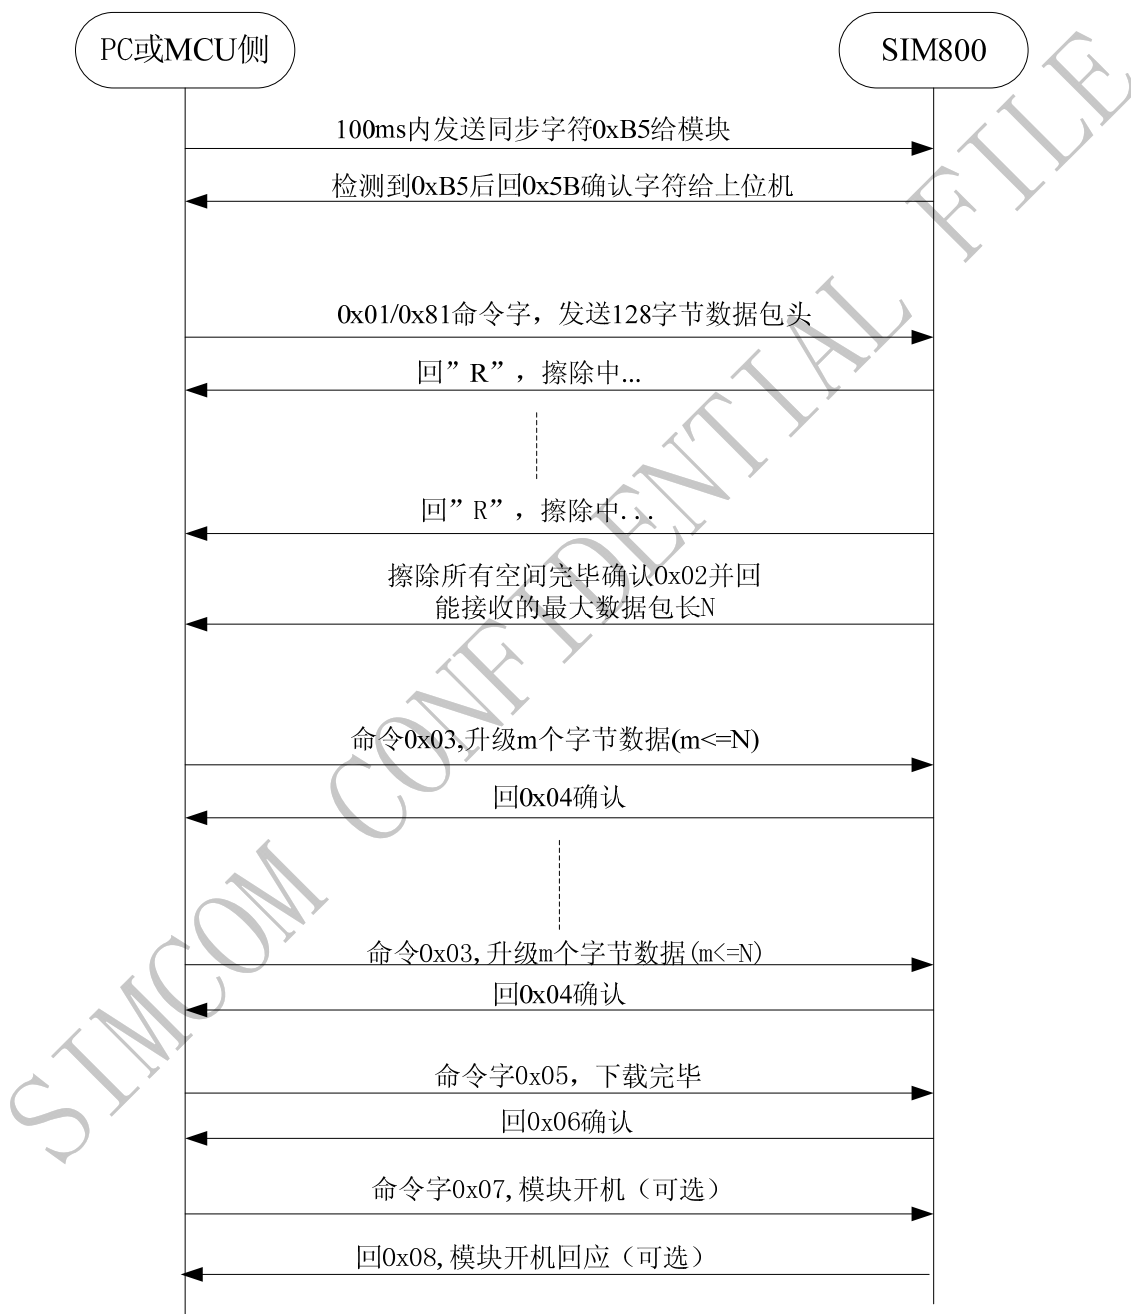 PC或MCU侧
SIM800
100ms内发送同步字符0xB5给模块
检测到0xB5后回0x5B确认字符给上位机
0x01/0x81命令字，发送128字节数据包头
回”R”，擦除中...
回”R”，擦除中...
擦除所有空间完毕确认0x02并回
能接收的最大数据包长N
命令0x03,升级m个字节数据(m<=N)
回0x04确认
命令0x03,升级m个字节数据(m<=N)
回0x04确认
命令字0x05，下载完毕
回0x06确认
命令字0x07,模块开机（可选）
回0x08,模块开机回应（可选）
SIMCOM CONFIDENTIAL FILE